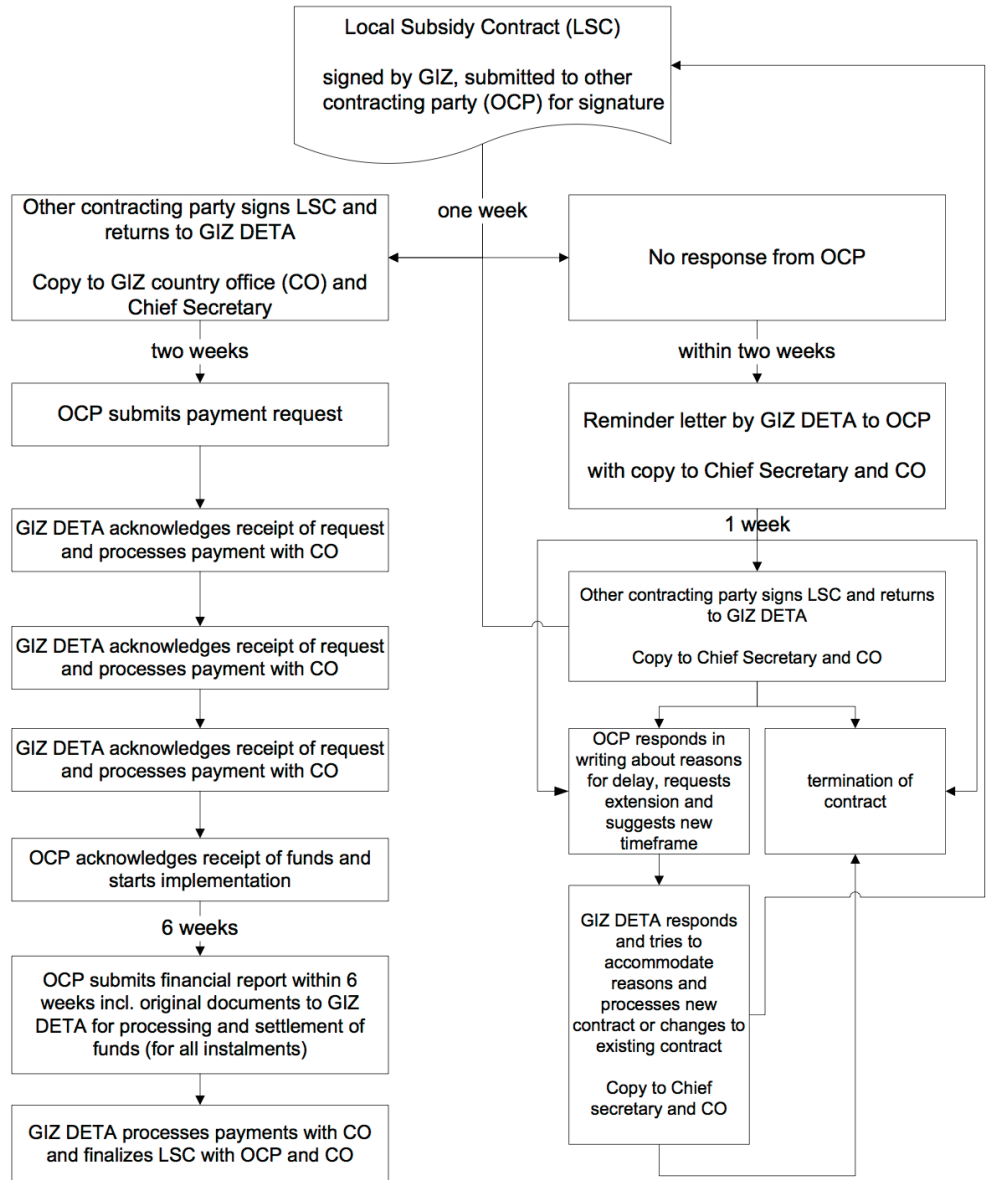 Local Subsidy Contract (LSC)
signed by GIZ, submitted to other
contracting party (OCP) for signature
one week
Other contracting party signs LSC and
returns to GIZ DETA
Copy to GIZ country office (CO) and
Chief Secretary
two weeks
OCP submits payment request
GIZ DETA acknowledges receipt of request
and processes payment with CO
GIZ DETA acknowledges receipt of request
and processes payment with CO
GIZ DETA acknowledges receipt of request
and processes payment with CO
OCP acknowledges receipt of funds and
starts implementation
6 weeks
OCP submits financial report within 6
weeks incl. original documents to GIZ
DETA for processing and settlement of
funds (for all instalments)
GIZ DETA processes payments with CO
and finalizes LSC with OCP and CO
No response from OCP
within two weeks
Reminder letter by GIZ DETA to OCP
with copy to Chief Secretary and CO
1 week
Other contracting party signs LSC and returns
to GIZ DETA
Copy to Chief Secretary and CO
OCP responds in
writing about reasons
for delay, requests
extension and
suggests new
timeframe
termination of
contract
GIZ DETA responds
and tries to
accommodate
reasons and
processes new
contract or changes to
existing contract
Copy to Chief
secretary and CO